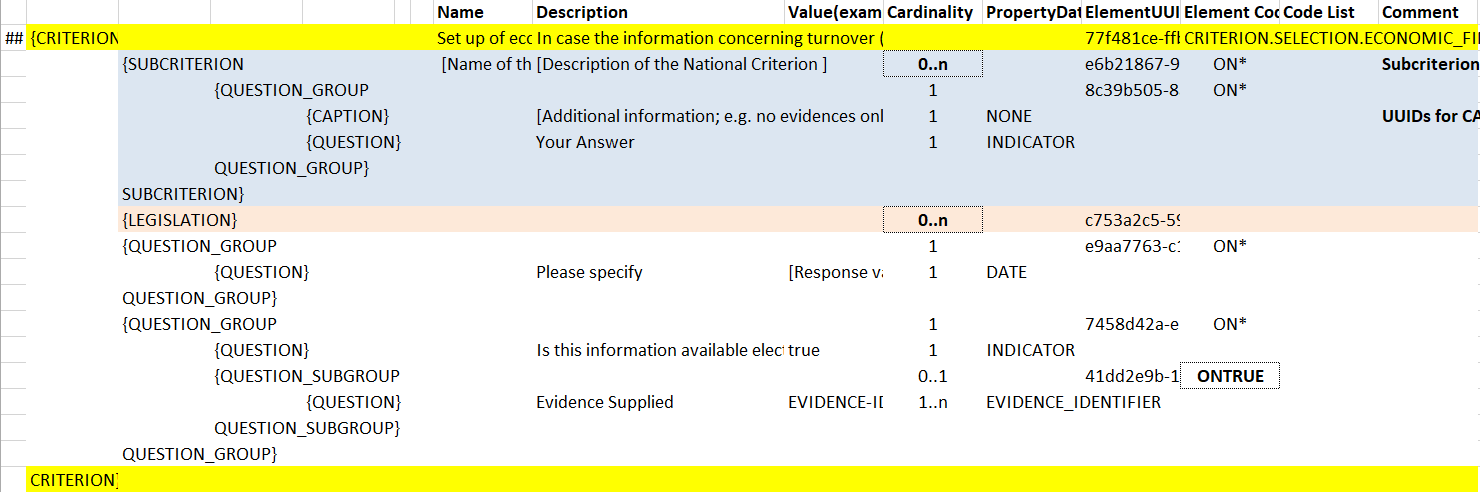 Name Description Value(exam Cardinality PropertyDat ElementUUI Element Coc Code List Comment
## {CRITERION Set up of ecc In case the information concerning turnover ( 77f481ce-ffl CRITERION.SELECTION.ECONOMIC_FI
{SUBCRITERION [Name of th [Description of the National Criterion ] 0..n e6b21867-9 ON* Subcriterion
{QUESTION_GROUP 1 8c39b505-8 ON*
{CAPTION} [Additional information; e.g. no evidences onl 1 NONE UUIDs for CA
{QUESTION} Your Answer 1 INDICATOR
QUESTION_GROUP}
SUBCRITERION}
{LEGISLATION} 0..n c753a2c5-59
{QUESTION_GROUP 1 e9aa7763-c1 ON*
{QUESTION} Please specify [Response va 1 DATE
QUESTION_GROUP}
{QUESTION_GROUP 1 7458d42a-e ON*
{QUESTION} Is this information available elect true 1 INDICATOR
{QUESTION_SUBGROUP 0..1 41dd2e9b-1 ONTRUE
{QUESTION} Evidence Supplied EVIDENCE-ID 1..n EVIDENCE_IDENTIFIER
QUESTION_SUBGROUP}
QUESTION_GROUP}
CRITERION}